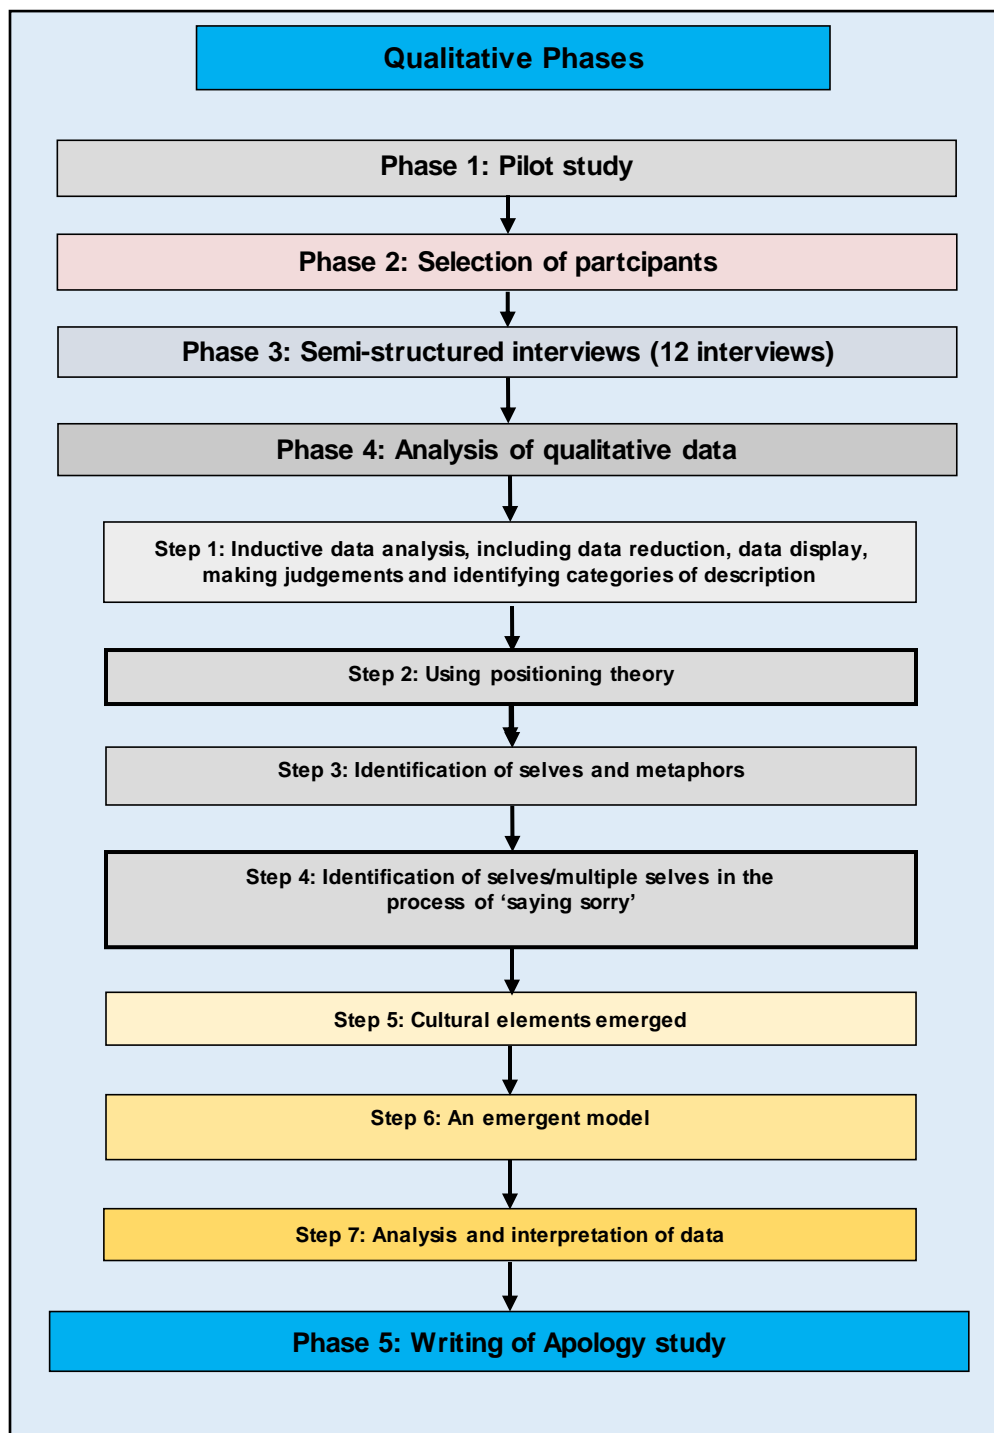 Qualitative Phases
Phase 1: Pilot study
Phase 2: Selection of partcipants
Phase 3: Semi-structured interviews (12 interviews)
Phase 4: Analysis of qualitative data
Step 1: Inductive data analysis, including data reduction, data display,
making judgements and identifying categories of description
Step 2: Using positioning theory
Step 3: Identification of selves and metaphors
Step 4: Identification of selves/multiple selves in the
process of ‘saying sorry’
Step 5: Cultural elements emerged
Step 6: An emergent model
Step 7: Analysis and interpretation of data
Phase 5: Writing of Apology study